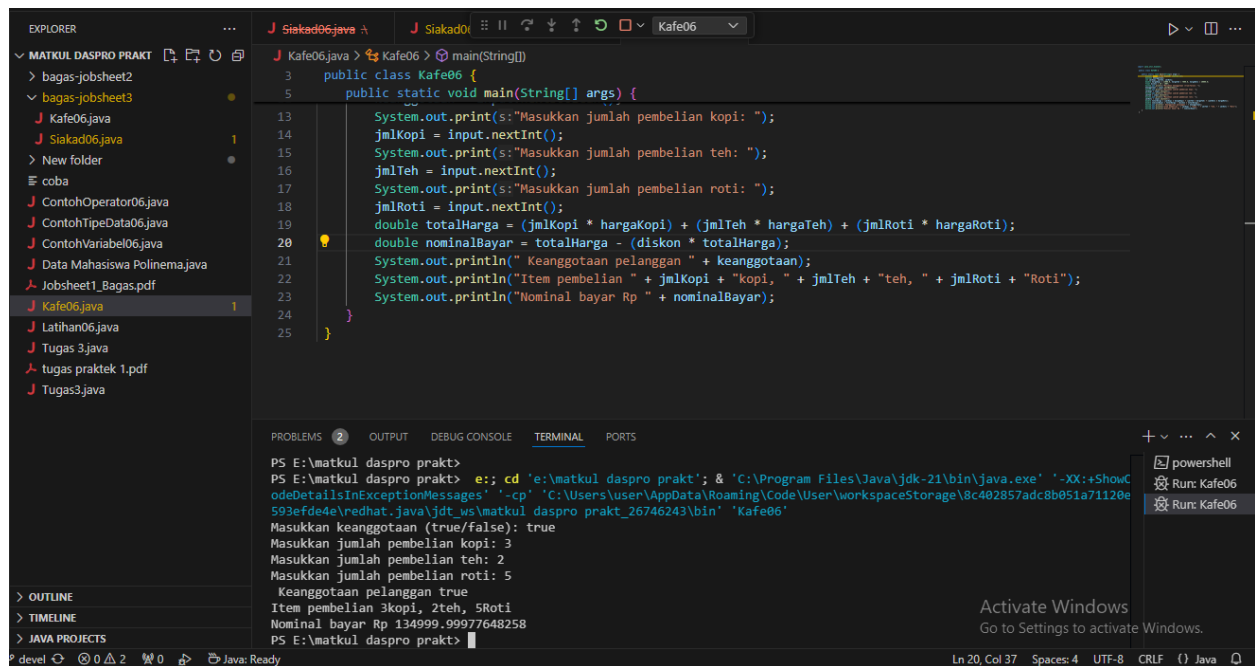 EXPLORER
MATKUL DASPRO PRAKT
bagas-jobsheet2
bagas-jobsheet3
Kafe06.java
Siakad06.java 1
New folder
coba
ContohOperator06.java
ContohTipeData06.java
ContohVariabel06.java
Data Mahasiswa Polinema.java
Jobsheet1_Bagas.pdf
Kafe06.java 1
Latihan06.java
Tugas 3.java
tugas praktek 1.pdf
Tugas3.java
OUTLINE
TIMELINE
JAVA PROJECTS
Siakad06.java
Siakad0
Kafe06
Kafe06.java > Kafe06 > main(String[])
3 public class Kafe06 {
5 public static void main(String[] args) {
13 System.out.print(s:"Masukkan jumlah pembelian kopi: ");
14 jmlKopi = input.nextInt();
15 System.out.print(s:"Masukkan jumlah pembelian teh: ");
16 jmlTeh = input.nextInt();
17 System.out.print(s:"Masukkan jumlah pembelian roti: ");
18 jmlRoti = input.nextInt();
19 double totalHarga = (jmlKopi * hargaKopi) + (jmlTeh * hargaTeh) + (jmlRoti * hargaRoti);
20 double nominalBayar = totalHarga - (diskon * totalHarga);
21 System.out.println(" Keanggotaan pelanggan " + keanggotaan);
22 System.out.println("Item pembelian " + jmlKopi + "kopi, " + jmlTeh + "teh, " + jmlRoti + "Roti");
23 System.out.println("Nominal bayar Rp " + nominalBayar);
24 }
25 }
PROBLEMS 2 OUTPUT DEBUG CONSOLE TERMINAL PORTS
PS E:\matkul daspro prakt>
PS E:\matkul daspro prakt> e:; cd 'e:\matkul daspro prakt'; & 'C:\Program Files\Java\jdk-21\bin\java.exe' '-XX:+ShowC
odeDetailsInExceptionMessages' '-cp' 'C:\Users\user\AppData\Roaming\Code\User\workspaceStorage\8c402857adc8b051a71120e
593efde4e\redhat.java\jdt_ws\matkul daspro prakt_26746243\bin' 'Kafe06'
Masukkan keanggotaan (true/false): true
Masukkan jumlah pembelian kopi: 3
Masukkan jumlah pembelian teh: 2
Masukkan jumlah pembelian roti: 5
Keanggotaan pelanggan true
Item pembelian 3kopi, 2teh, 5Roti
Nominal bayar Rp 134999.99977648258
PS E:\matkul daspro prakt>
powershell
Run: Kafe06
Run: Kafe06
Activate Windows
Go to Settings to activate Windows.
devel 0 2 0 Java: Ready Ln 20, Col 37 Spaces: 4 UTF-8 CRLF {} Java